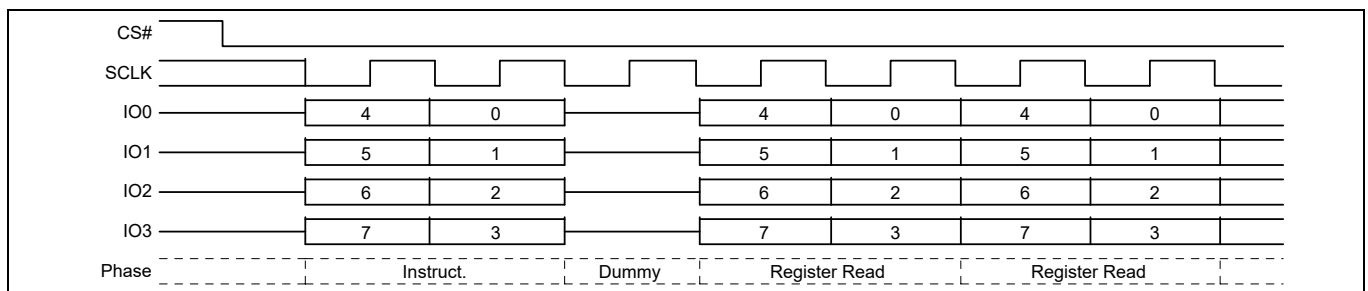 CS#
SCLK
IO0 4 0 4 0 4 0
IO1 5 1 5 1 5 1
IO2 6 2 6 2 6 2
IO3 7 3 7 3 7 3
Phase Instruct. Dummy Register Read Register Read